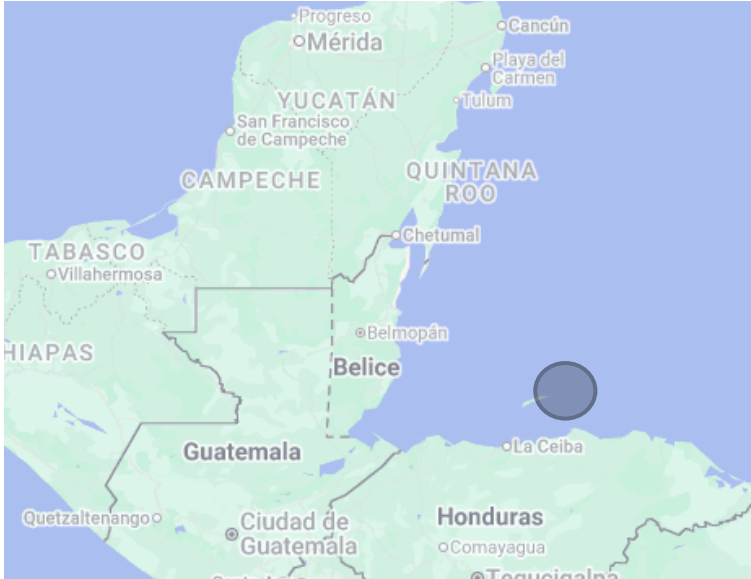 Progreso
Mérida
Cancún
Playa del
Carmen
YUCATÁN
Tulum
San Francisco
de Campeche
CAMPECHE
QUINTANA
ROO
Chetumal
TABASCO
Villahermosa
Belmopán
HIAPAS
Belice
Guatemala
La Ceiba
Quetzaltenango
Ciudad de
Guatemala
Honduras
Comayagua
Tegucigalpa